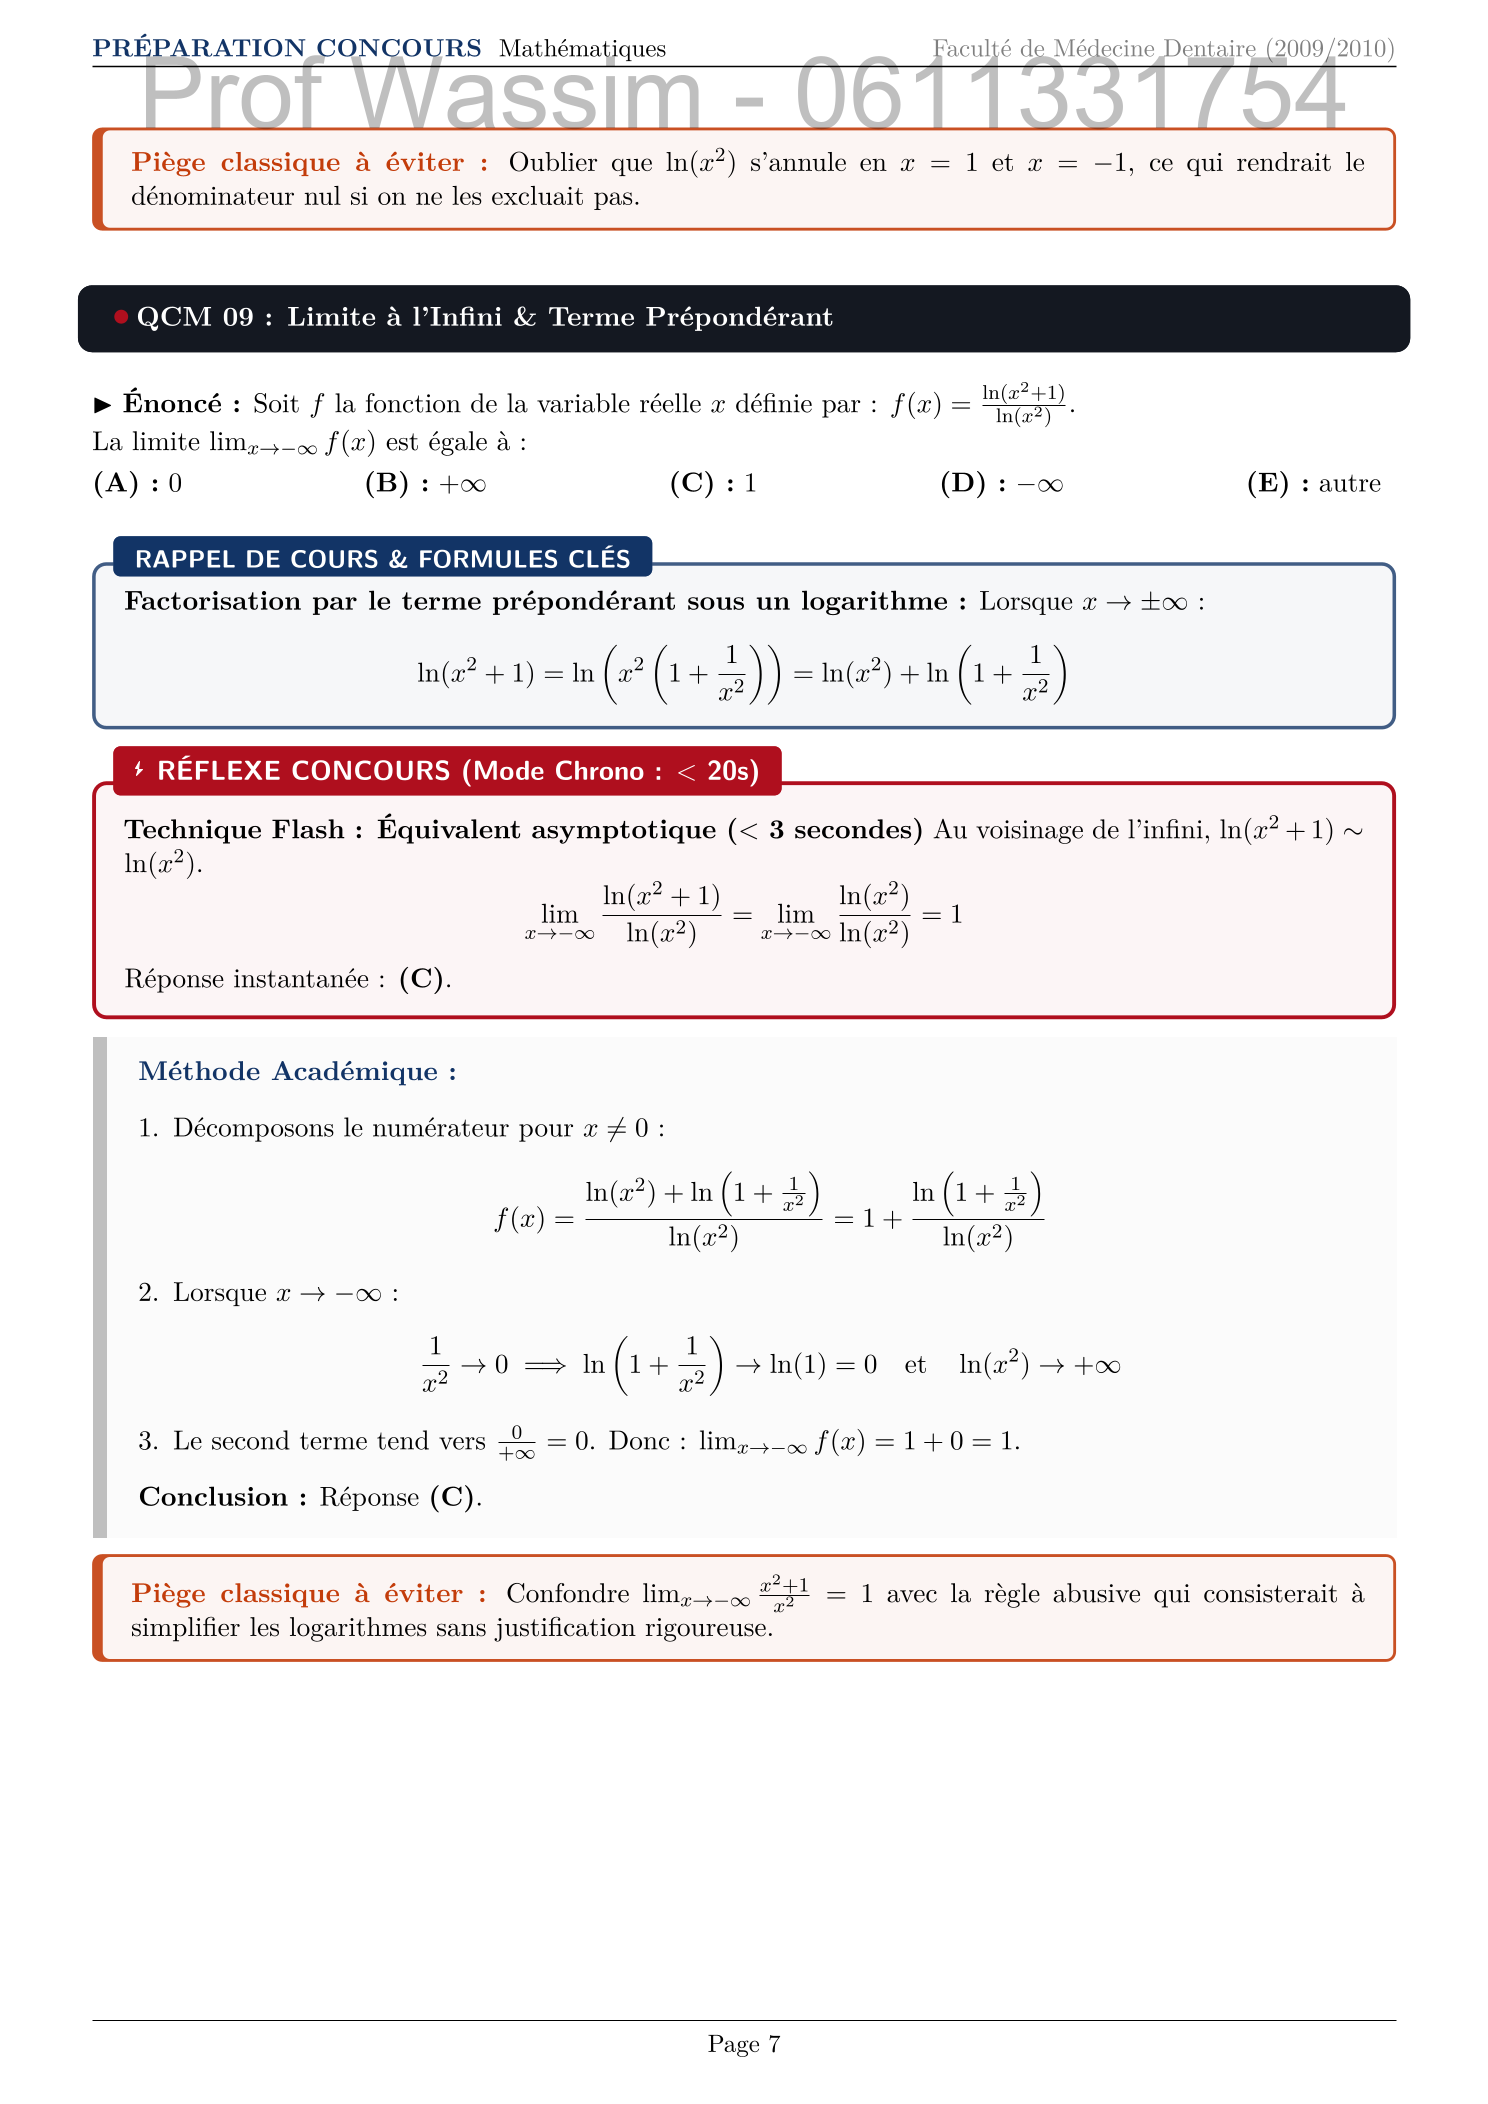 PRÉPARATION CONCOURS Mathématiques Faculté de Médecine Dentaire (2009/2010)
Prof Wassim - 0611331754
Piège classique à éviter : Oublier que ln(x²) s'annule en x = 1 et x = −1, ce qui rendrait le
dénominateur nul si on ne les excluait pas.
● QCM 09 : Limite à l'Infini & Terme Prépondérant
▶ Énoncé : Soit f la fonction de la variable réelle x définie par : f(x) = ln(x²+1)/ln(x²).
La limite lim x→−∞ f(x) est égale à :
(A) : 0 (B) : +∞ (C) : 1 (D) : −∞ (E) : autre
RAPPEL DE COURS & FORMULES CLÉS
Factorisation par le terme prépondérant sous un logarithme : Lorsque x → ±∞ :
ln(x² + 1) = ln(x²(1 + 1/x²)) = ln(x²) + ln(1 + 1/x²)
⚡ RÉFLEXE CONCOURS (Mode Chrono : < 20s)
Technique Flash : Équivalent asymptotique (< 3 secondes) Au voisinage de l'infini, ln(x² + 1) ∼
ln(x²).
lim x→−∞ ln(x² + 1)/ln(x²) = lim x→−∞ ln(x²)/ln(x²) = 1
Réponse instantanée : (C).
Méthode Académique :
1. Décomposons le numérateur pour x ≠ 0 :
f(x) = (ln(x²) + ln(1 + 1/x²))/ln(x²) = 1 + ln(1 + 1/x²)/ln(x²)
2. Lorsque x → −∞ :
1/x² → 0 ⟹ ln(1 + 1/x²) → ln(1) = 0 et ln(x²) → +∞
3. Le second terme tend vers 0/+∞ = 0. Donc : lim x→−∞ f(x) = 1 + 0 = 1.
Conclusion : Réponse (C).
Piège classique à éviter : Confondre lim x→−∞ x²+1/x² = 1 avec la règle abusive qui consisterait à
simplifier les logarithmes sans justification rigoureuse.
Page 7